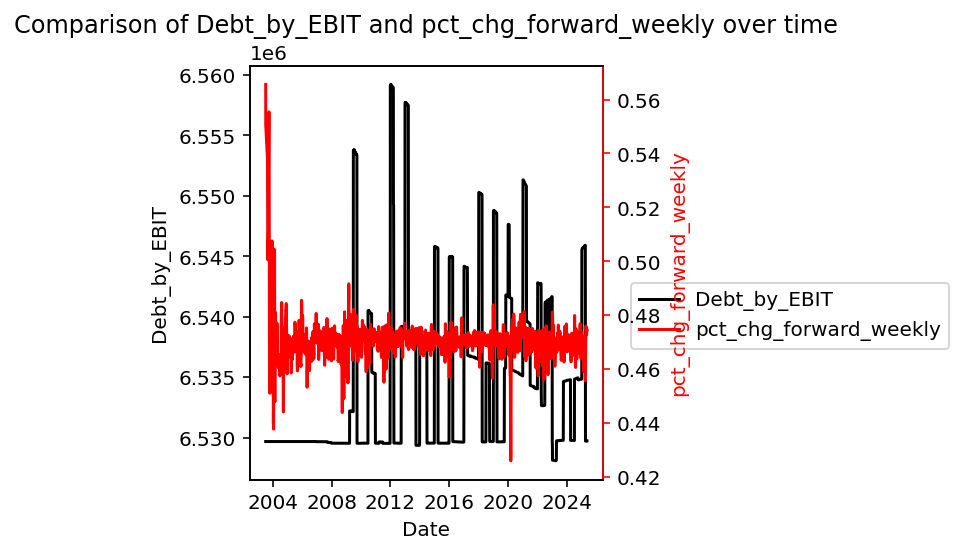 Comparison of Debt_by_EBIT and pct_chg_forward_weekly over time
1e6
6.560
6.555
6.550
6.545
6.540
6.535
6.530
Debt_by_EBIT
0.56
0.54
0.52
0.50
0.48
0.46
0.44
0.42
pct_chg_forward_weekly
Debt_by_EBIT
pct_chg_forward_weekly
2004 2008 2012 2016 2020 2024
Date